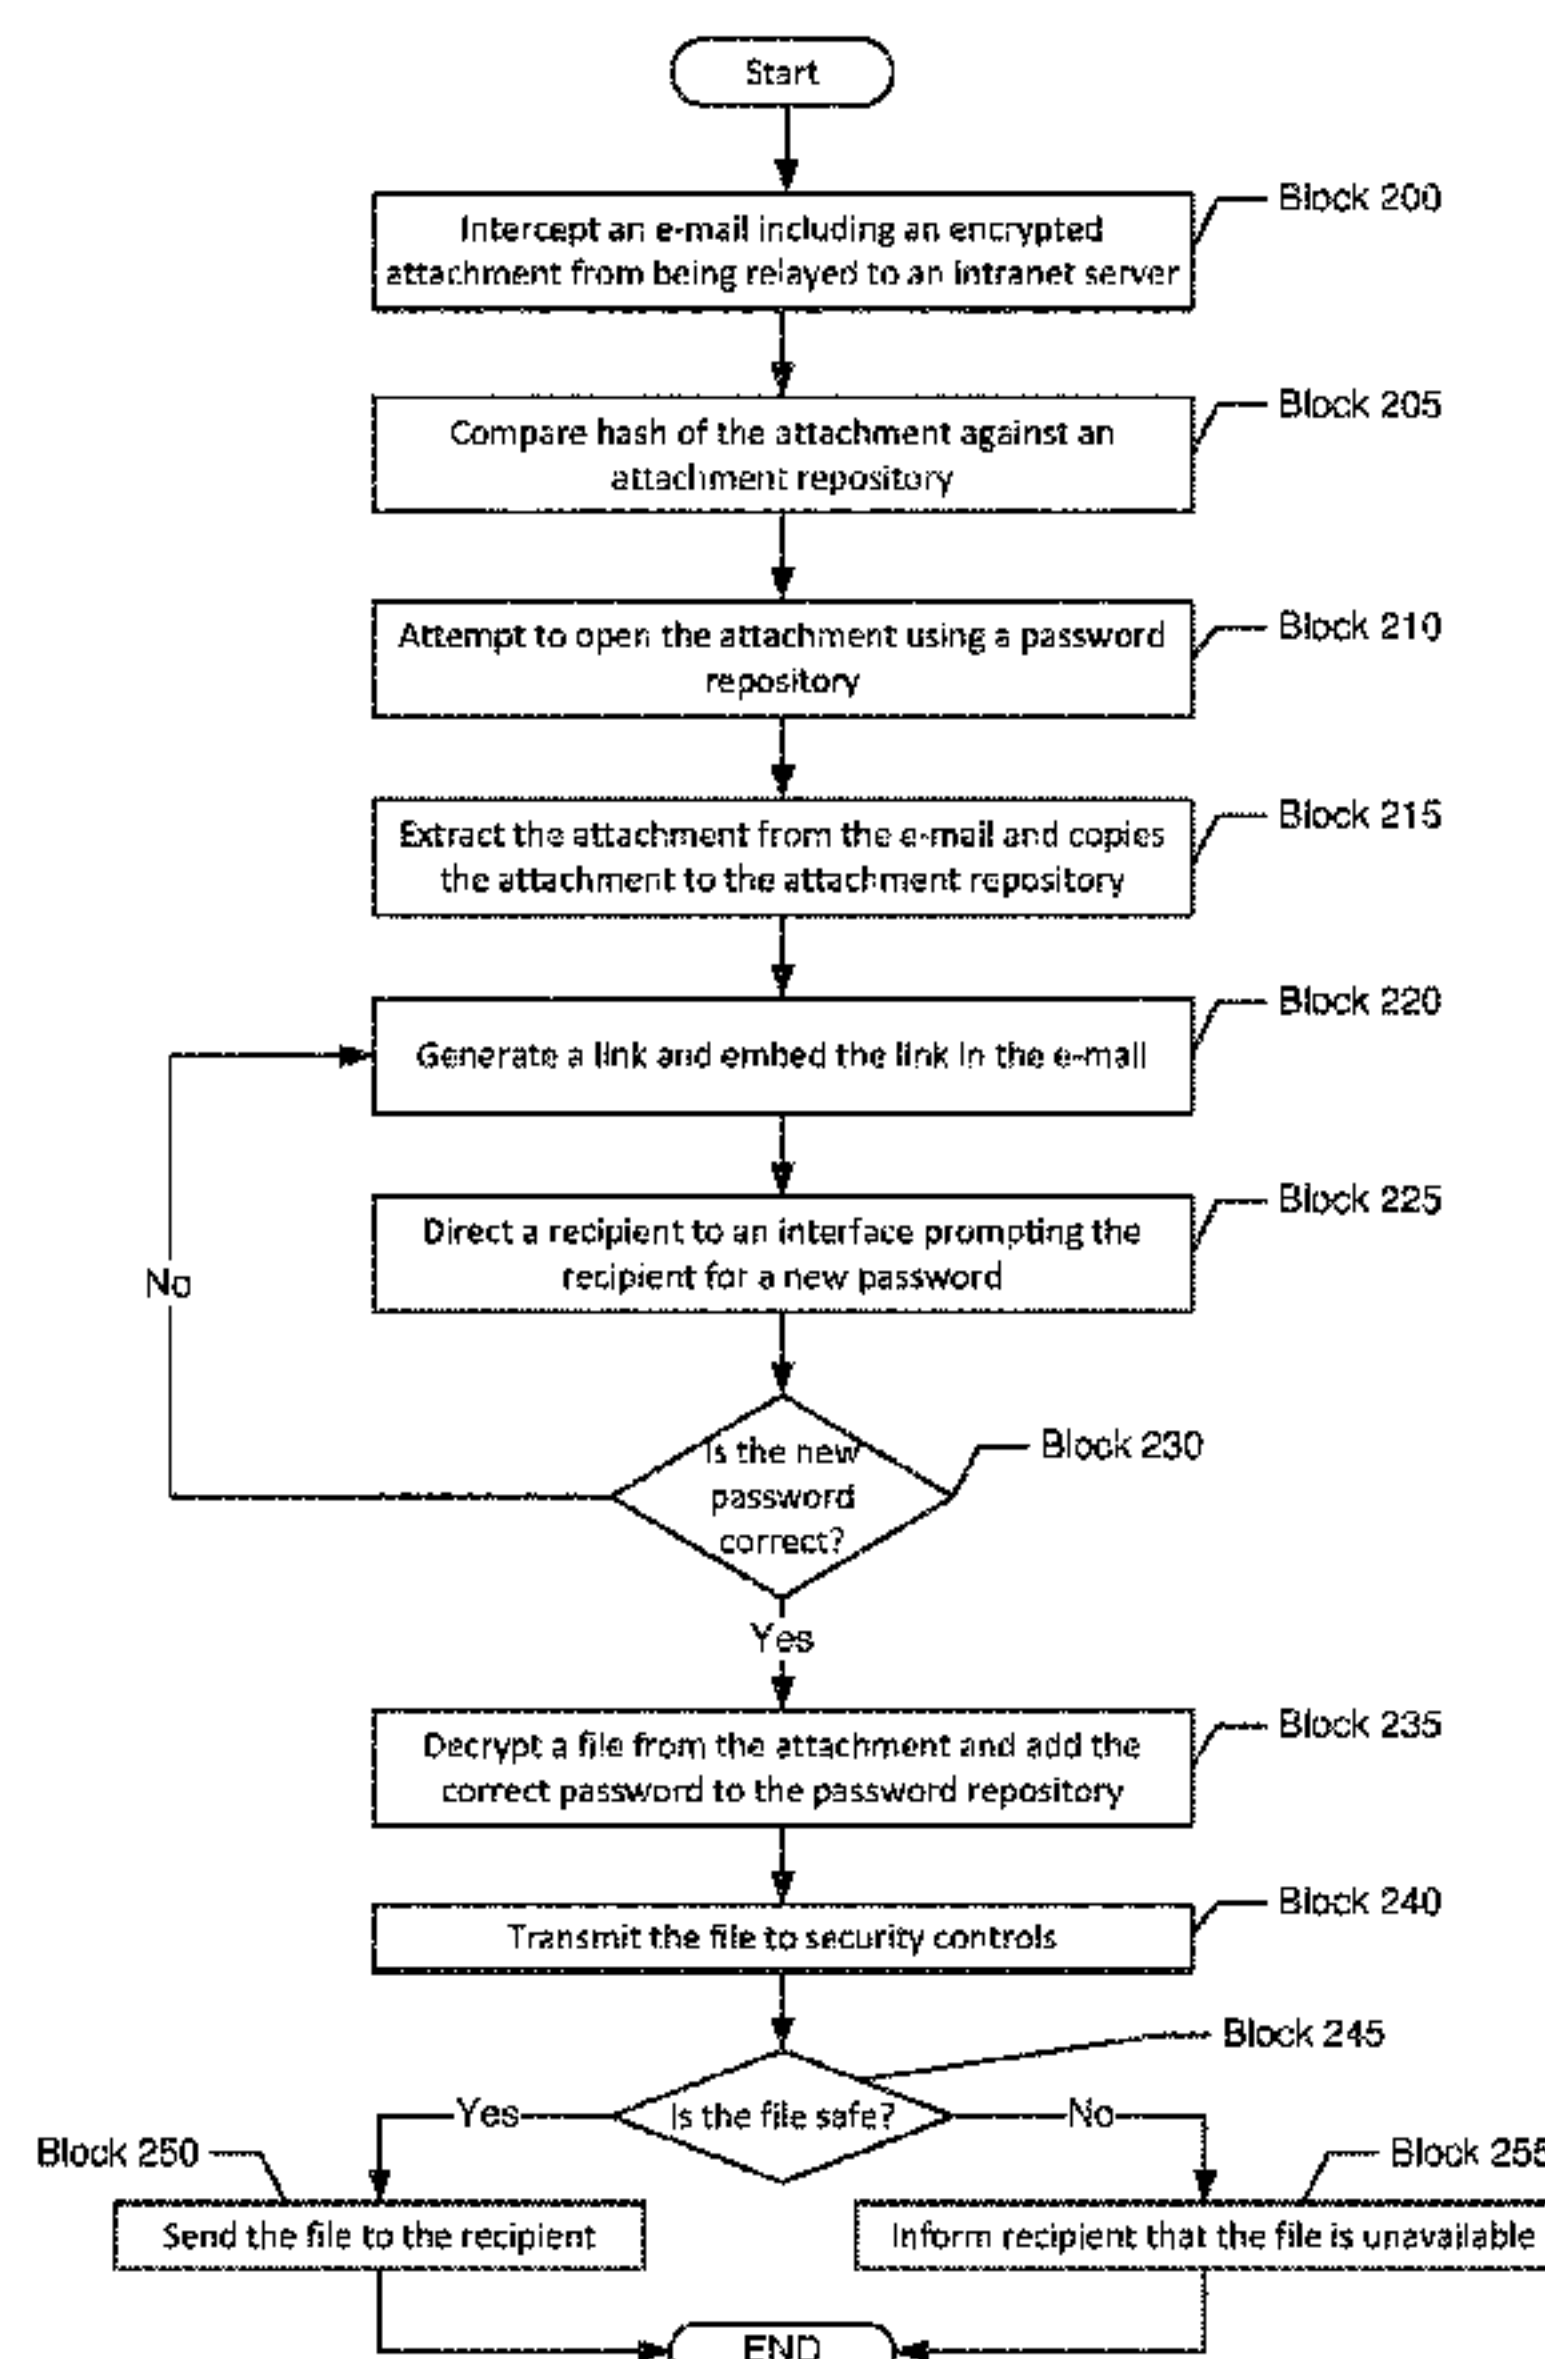 Start
Block 200
Intercept an e-mail including an encrypted
attachment from being relayed to an intranet server
Block 205
Compare hash of the attachment against an
attachment repository
Block 210
Attempt to open the attachment using a password
repository
Block 215
Extract the attachment from the e-mail and copies
the attachment to the attachment repository
Block 220
Generate a link and embed the link in the e-mail
Block 225
Direct a recipient to an interface prompting the
recipient for a new password
No
Block 230
Is the new
password
correct?
Yes
Block 235
Decrypt a file from the attachment and add the
correct password to the password repository
Block 240
Transmit the file to security controls
Block 245
Yes
Is the file safe?
No
Block 250
Block 255
Send the file to the recipient
Inform recipient that the file is unavailable
END